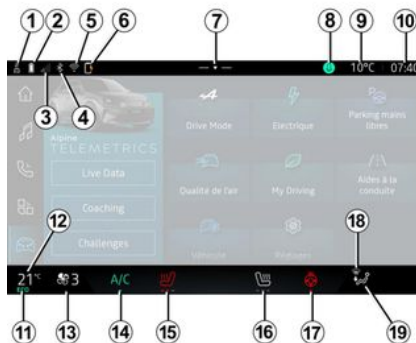 1 2 3 4 5 6 7 8 9 10
10°C 07:40
Drive Mode
Electrique
Parking mains
libres
Alpine
TELEMETRICS
Live Data
Coaching
Challenges
Qualité de l'air
My Driving
Aides à la
conduite
Véhicule
Réglages
12 18
21°C 3 A/C
ECO
11 13 14 15 16 17 19